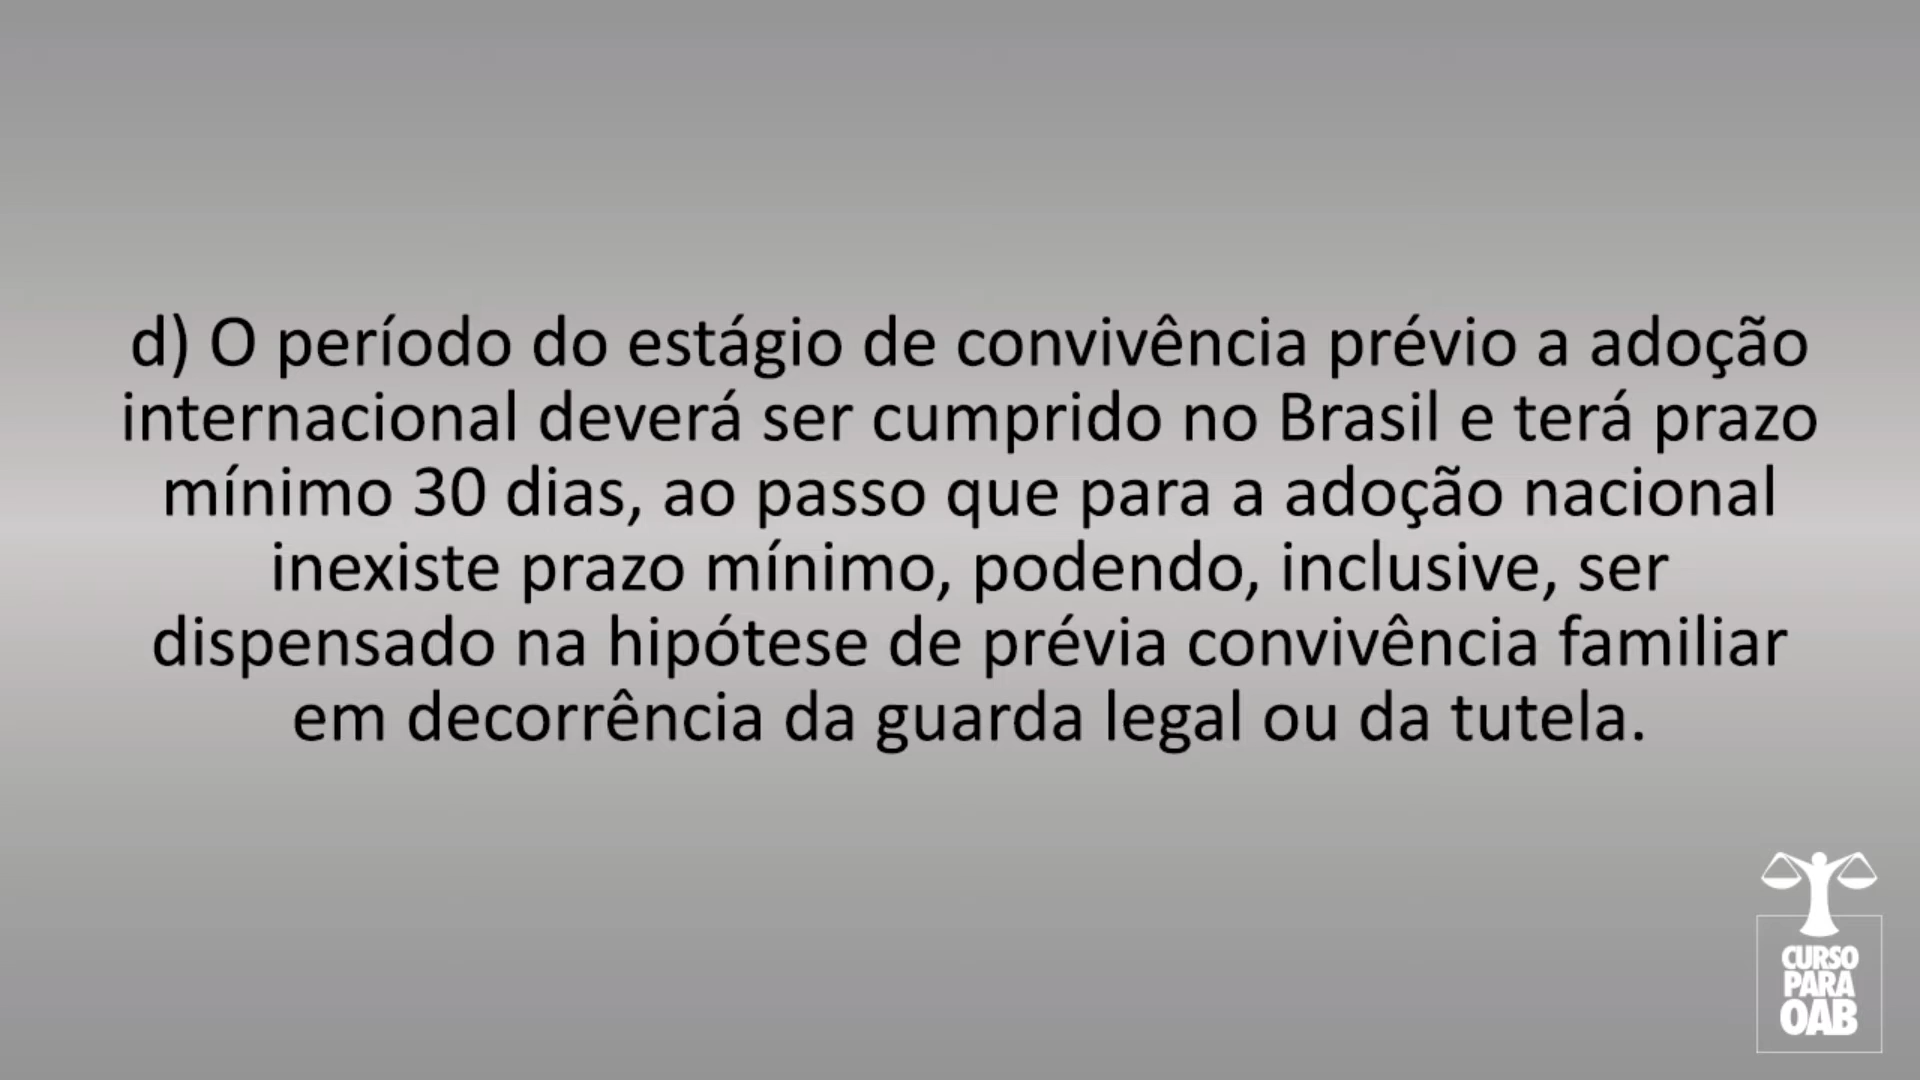 d) O período do estágio de convivência prévio a adoção
internacional deverá ser cumprido no Brasil e terá prazo
mínimo 30 dias, ao passo que para a adoção nacional
inexiste prazo mínimo, podendo, inclusive, ser
dispensado na hipótese de prévia convivência familiar
em decorrência da guarda legal ou da tutela.
CURSO
PARA
OAB